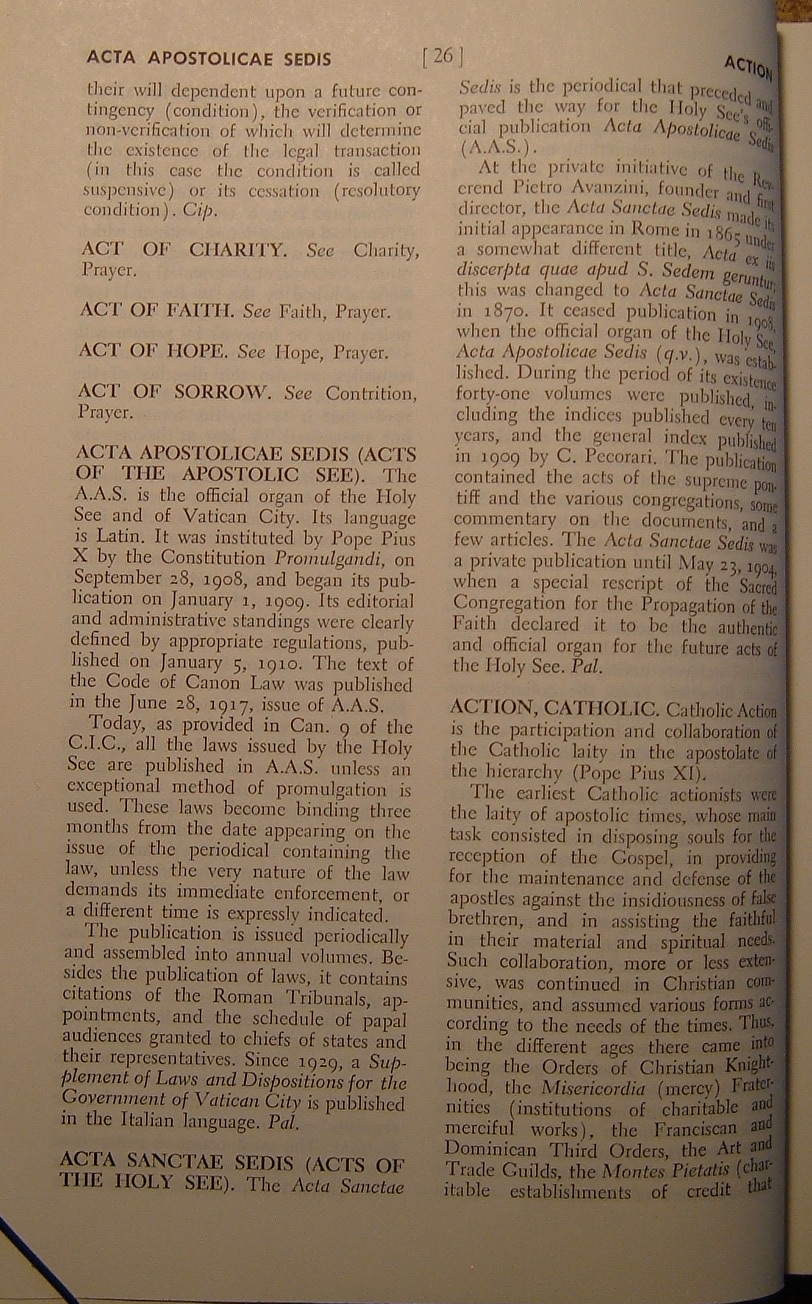 ACTA APOSTOLICAE SEDIS [ 26 ] ACTION
their will dependent upon a future con-
tingency (condition), the verification or
non-verification of which will determine
the existence of the legal transaction
(in this case the condition is called
suspensive) or its cessation (resolutory
condition). Cip.
ACT OF CHARITY. See Charity,
Prayer.
ACT OF FAITH. See Faith, Prayer.
ACT OF HOPE. See Hope, Prayer.
ACT OF SORROW. See Contrition,
Prayer.
ACTA APOSTOLICAE SEDIS (ACTS
OF THE APOSTOLIC SEE). The
A.A.S. is the official organ of the Holy
See and of Vatican City. Its language
is Latin. It was instituted by Pope Pius
X by the Constitution Promulgandi, on
September 28, 1908, and began its pub-
lication on January 1, 1909. Its editorial
and administrative standings were clearly
defined by appropriate regulations, pub-
lished on January 5, 1910. The text of
the Code of Canon Law was published
in the June 28, 1917, issue of A.A.S.
Today, as provided in Can. 9 of the
C.I.C., all the laws issued by the Holy
See are published in A.A.S. unless an
exceptional method of promulgation is
used. These laws become binding three
months from the date appearing on the
issue of the periodical containing the
law, unless the very nature of the law
demands its immediate enforcement, or
a different time is expressly indicated.
The publication is issued periodically
and assembled into annual volumes. Be-
sides the publication of laws, it contains
citations of the Roman Tribunals, ap-
pointments, and the schedule of papal
audiences granted to chiefs of states and
their representatives. Since 1929, a Sup-
plement of Laws and Dispositions for the
Government of Vatican City is published
in the Italian language. Pal.
ACTA SANCTAE SEDIS (ACTS OF
THE HOLY SEE). The Acta Sanctae
Sedis is the periodical that preceded and
paved the way for the Holy See's offi-
cial publication Acta Apostolicae Sedis
(A.A.S.).
At the private initiative of the Rev-
erend Pietro Avanzini, founder and first
director, the Acta Sanctae Sedis made its
initial appearance in Rome in 1865 under
a somewhat different title, Acta ex iis
discerpta quae apud S. Sedem geruntur;
this was changed to Acta Sanctae Sedis
in 1870. It ceased publication in 1908,
when the official organ of the Holy See,
Acta Apostolicae Sedis (q.v.), was estab-
lished. During the period of its existence
forty-one volumes were published, in-
cluding the indices published every ten
years, and the general index published
in 1909 by C. Pecorari. The publication
contained the acts of the supreme pon-
tiff and the various congregations, some
commentary on the documents, and a
few articles. The Acta Sanctae Sedis was
a private publication until May 23, 1904,
when a special rescript of the Sacred
Congregation for the Propagation of the
Faith declared it to be the authentic
and official organ for the future acts of
the Holy See. Pal.
ACTION, CATHOLIC. Catholic Action
is the participation and collaboration of
the Catholic laity in the apostolate of
the hierarchy (Pope Pius XI).
The earliest Catholic actionists were
the laity of apostolic times, whose main
task consisted in disposing souls for the
reception of the Gospel, in providing
for the maintenance and defense of the
apostles against the insidiousness of false
brethren, and in assisting the faithful
in their material and spiritual needs.
Such collaboration, more or less exten-
sive, was continued in Christian com-
munities, and assumed various forms ac-
cording to the needs of the times. Thus,
in the different ages there came into
being the Orders of Christian Knight-
hood, the Misericordia (mercy) Frater-
nities (institutions of charitable and
merciful works), the Franciscan and
Dominican Third Orders, the Art and
Trade Guilds, the Montes Pietatis (char-
itable establishments of credit that